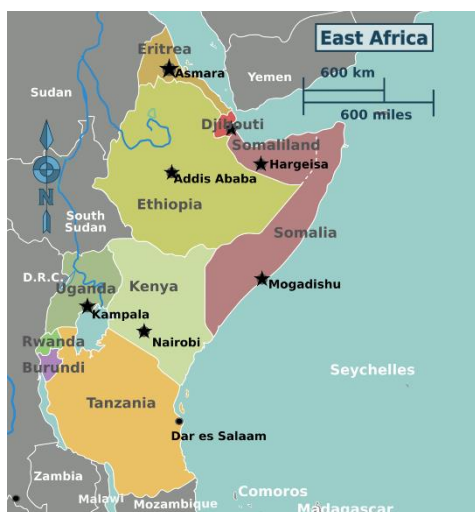 East Africa
600 km
600 miles
Eritrea
Asmara
Yemen
Sudan
Djibouti
Somaliland
Hargeisa
Addis Ababa
Ethiopia
N
South
Sudan
Somalia
D.R.C.
Uganda
Kenya
Mogadishu
Kampala
Nairobi
Rwanda
Burundi
Seychelles
Tanzania
Dar es Salaam
Zambia
Malawi
Mozambique
Comoros
Madagascar